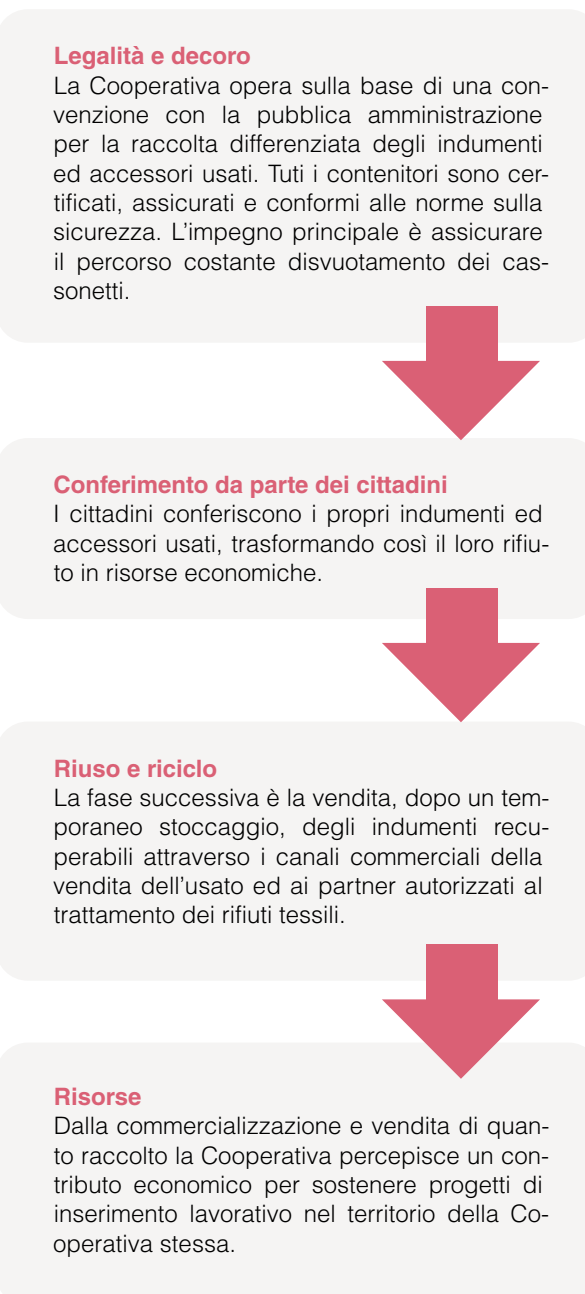 Legalità e decoro
La Cooperativa opera sulla base di una con-
venzione con la pubblica amministrazione
per la raccolta differenziata degli indumenti
ed accessori usati. Tuti i contenitori sono cer-
tificati, assicurati e conformi alle norme sulla
sicurezza. L'impegno principale è assicurare
il percorso costante disvuotamento dei cas-
sonetti.
Conferimento da parte dei cittadini
I cittadini conferiscono i propri indumenti ed
accessori usati, trasformando così il loro rifiu-
to in risorse economiche.
Riuso e riciclo
La fase successiva è la vendita, dopo un tem-
poraneo stoccaggio, degli indumenti recu-
perabili attraverso i canali commerciali della
vendita dell'usato ed ai partner autorizzati al
trattamento dei rifiuti tessili.
Risorse
Dalla commercializzazione e vendita di quan-
to raccolto la Cooperativa percepisce un con-
tributo economico per sostenere progetti di
inserimento lavorativo nel territorio della Co-
operativa stessa.